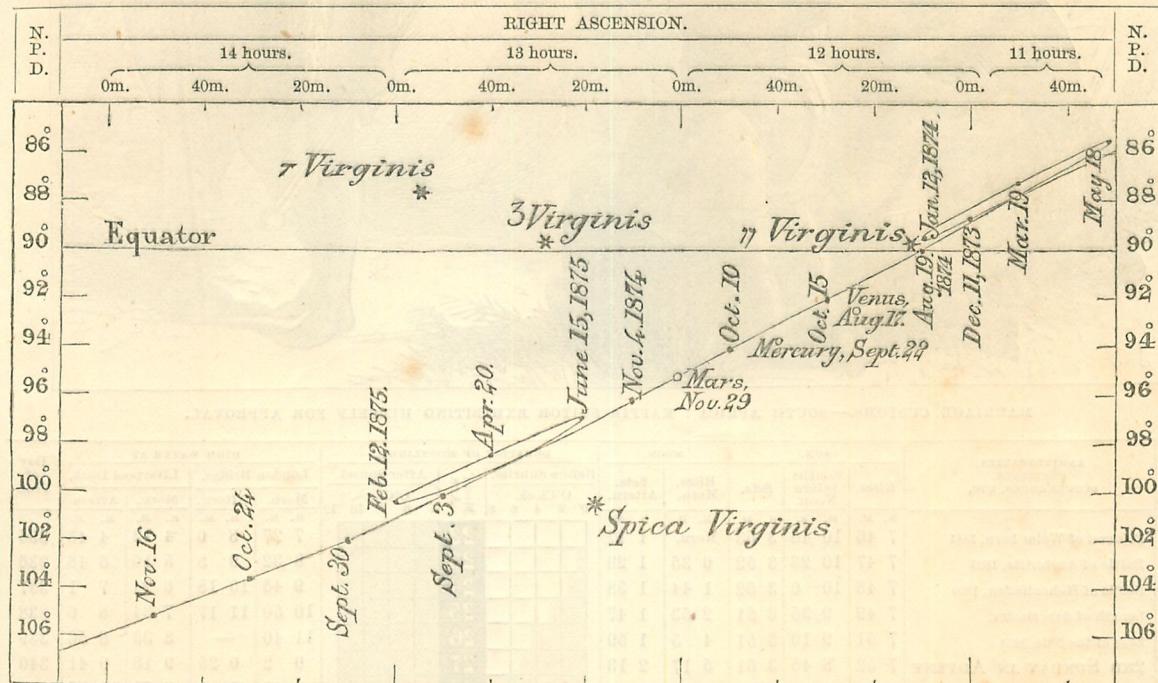 RIGHT ASCENSION.
N. P. D.
14 hours. 13 hours. 12 hours. 11 hours.
N. P. D.
0m. 40m. 20m. 0m. 40m. 20m. 0m. 40m. 20m. 0m. 40m.
86°
88°
90°
92°
94°
96°
98°
100°
102°
104°
106°
τ Virginis
3 Virginis
η Virginis
Equator
Jan. 12, 1874.
May 18
Mar. 19
Aug. 19. 1874
Dec. 11, 1873
Oct. 10
Oct. 15
Venus,
Aug. 17.
Mercury, Sept. 22
June 15, 1875
Nov. 4. 1874
Mars,
Nov. 29
Feb. 12. 1875.
Apr. 20.
Spica Virginis
Sept. 3
Sept. 30
Oct. 24
Nov. 16
86°
88°
90°
92°
94°
96°
98°
100°
102°
104°
106°